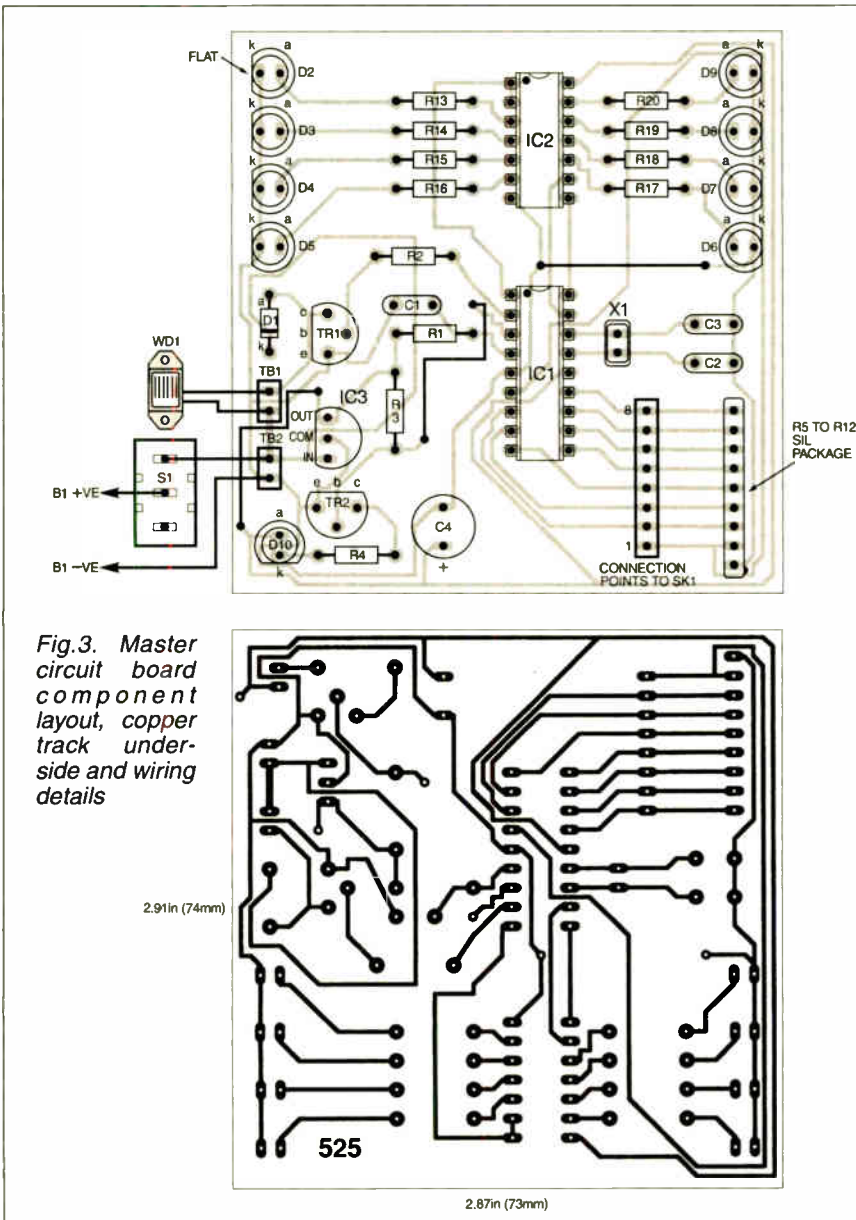 FLAT
k a
D2
k a
D3
k a
D4
k a
D5
a k
D9
a k
D8
a k
D7
a k
D6
R13
R14
R15
R16
IC2
R20
R19
R18
R17
R2
a
D1
k
c
b TR1
e
C1
R1
IC1
X1
C3
C2
WD1
TB1
IC3
OUT
COM
IN
R3
TB2
S1
B1 +VE
B1 −VE
e b c
TR2
a
D10
k
R4
C4
+
8
1
CONNECTION
POINTS TO SK1
R5 TO R12
SIL
PACKAGE
Fig.3. Master
circuit board
component
layout, copper
track under-
side and wiring
details
2.91in (74mm)
525
2.87in (73mm)